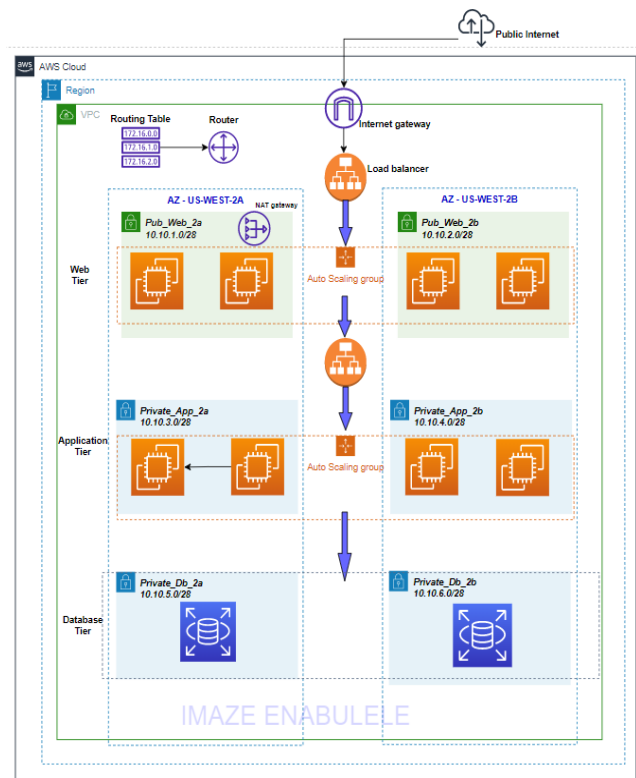 Public Internet
aws
AWS Cloud
Region
VPC
Routing Table
172.16.0.0
172.16.1.0
172.16.2.0
Router
Internet gateway
Load balancer
AZ - US-WEST-2A
AZ - US-WEST-2B
NAT gateway
Pub_Web_2a
10.10.1.0/28
Pub_Web_2b
10.10.2.0/28
Web
Tier
Auto Scaling group
Private_App_2a
10.10.3.0/28
Private_App_2b
10.10.4.0/28
Application
Tier
Auto Scaling group
Private_Db_2a
10.10.5.0/28
Private_Db_2b
10.10.6.0/28
Database
Tier
IMAZE ENABULELE